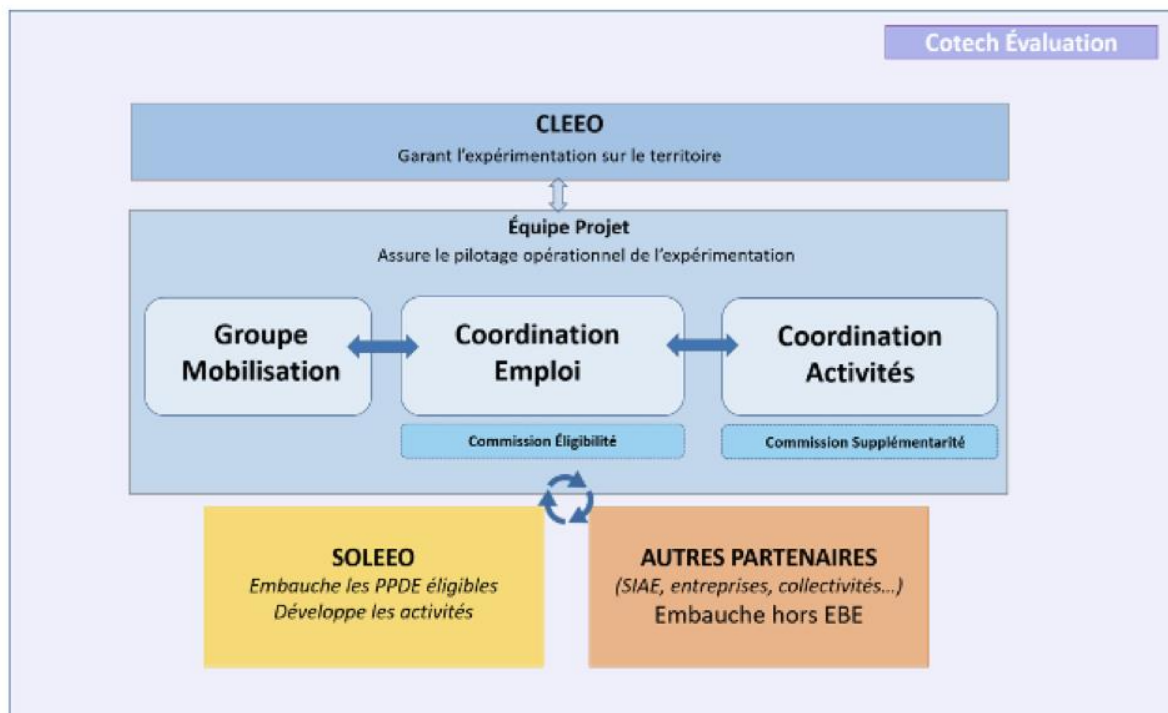 Cotech Évaluation
CLEEO
Garant l'expérimentation sur le territoire
Équipe Projet
Assure le pilotage opérationnel de l'expérimentation
Groupe
Mobilisation
Coordination
Emploi
Coordination
Activités
Commission Éligibilité
Commission Supplémentarité
SOLEEO
Embauche les PPDE éligibles
Développe les activités
AUTRES PARTENAIRES
(SIAE, entreprises, collectivités...)
Embauche hors EBE